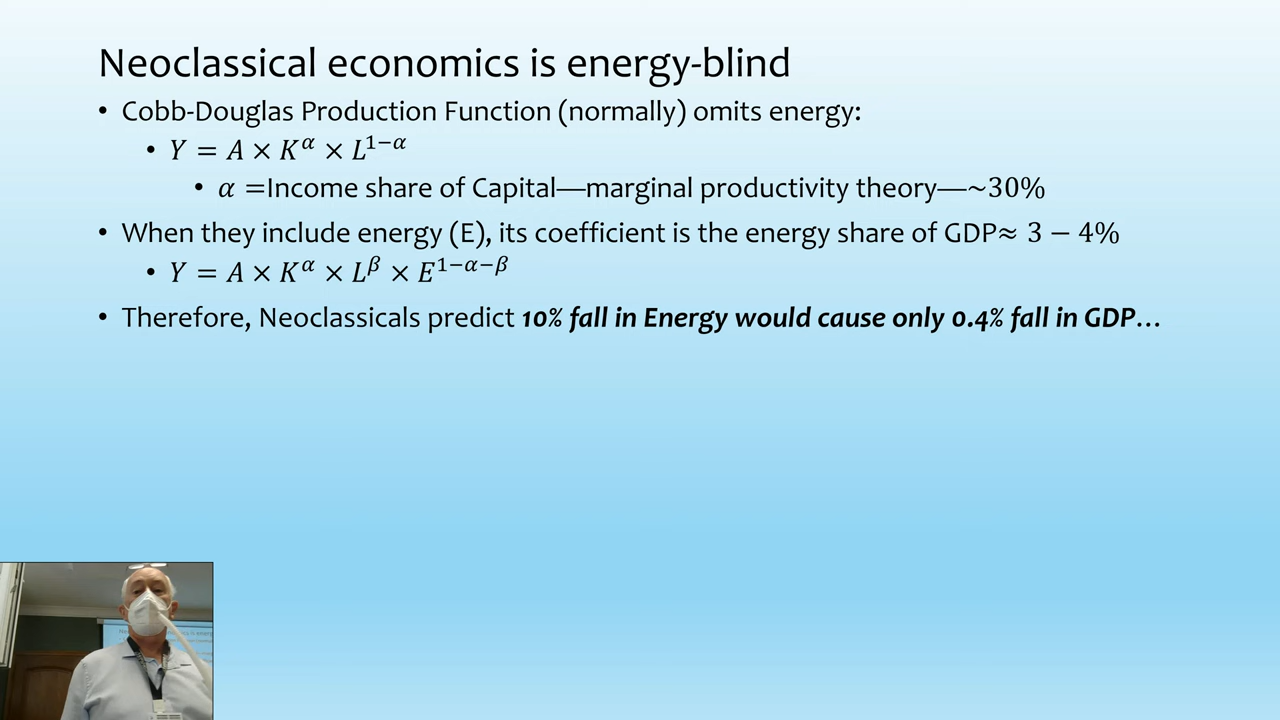 Neoclassical economics is energy-blind
• Cobb-Douglas Production Function (normally) omits energy:
• Y = A × K^α × L^{1−α}
• α =Income share of Capital—marginal productivity theory—~30%
• When they include energy (E), its coefficient is the energy share of GDP≈ 3 − 4%
• Y = A × K^α × L^β × E^{1−α−β}
• Therefore, Neoclassicals predict 10% fall in Energy would cause only 0.4% fall in GDP…